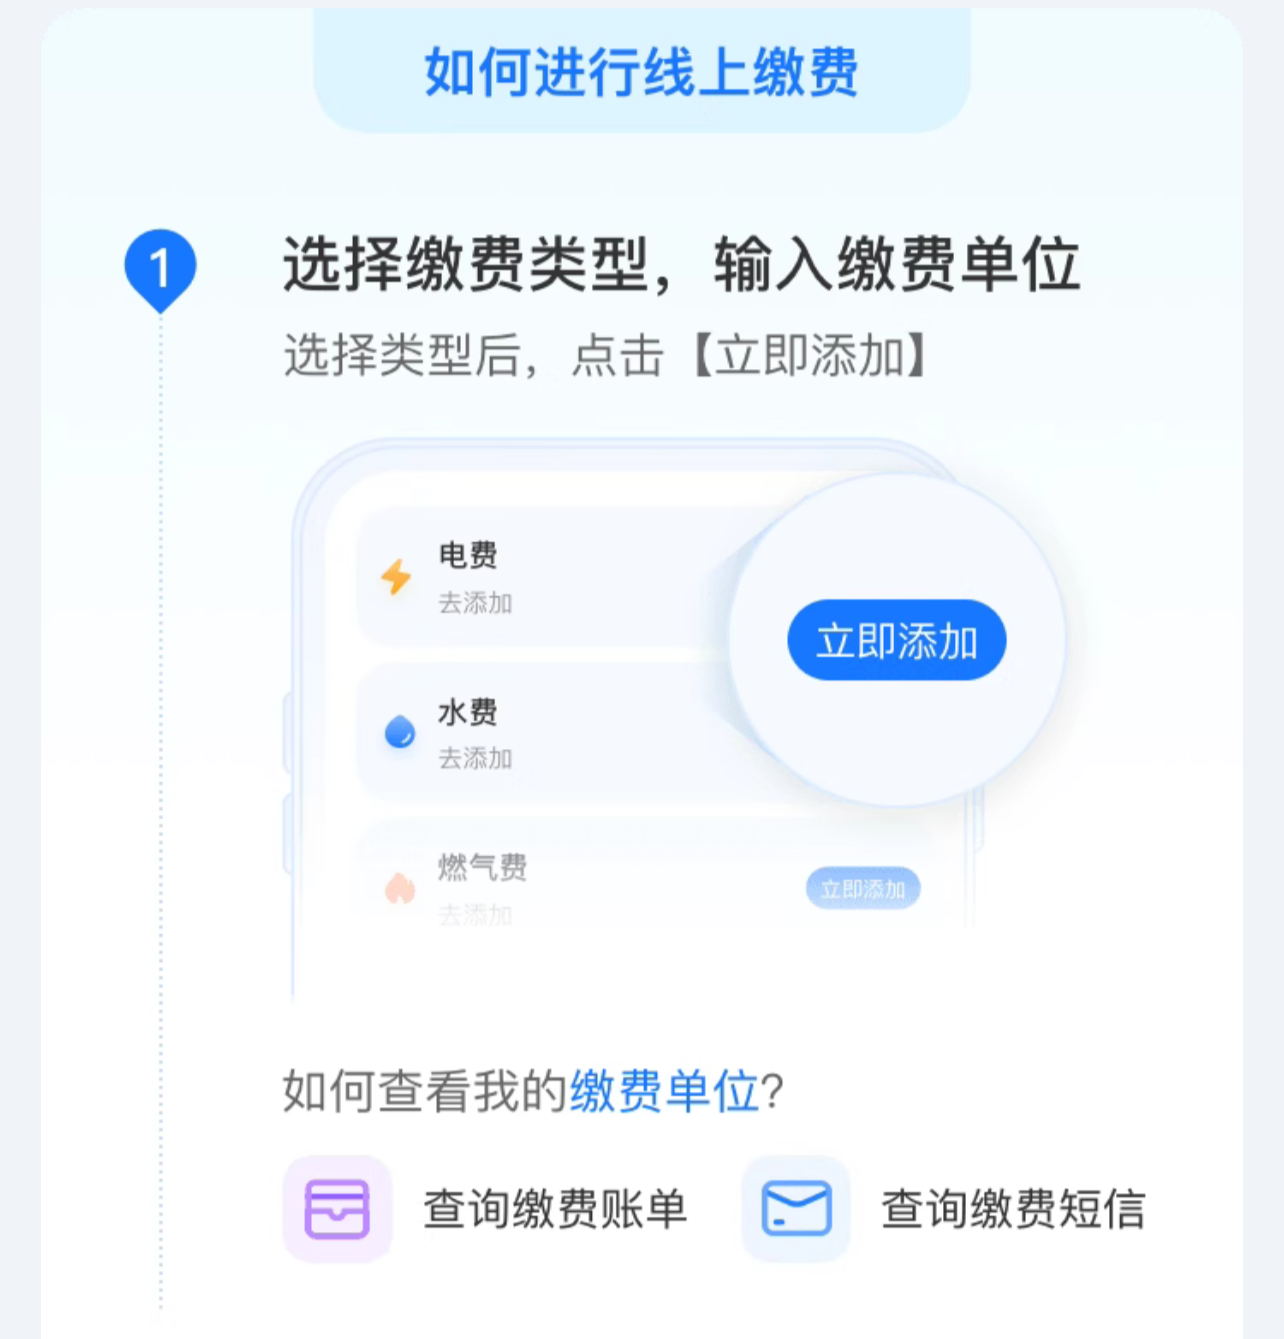 如何进行线上缴费
1
选择缴费类型，输入缴费单位
选择类型后，点击【立即添加】
电费
去添加
立即添加
水费
去添加
燃气费
去添加
立即添加
如何查看我的缴费单位?
查询缴费账单
查询缴费短信